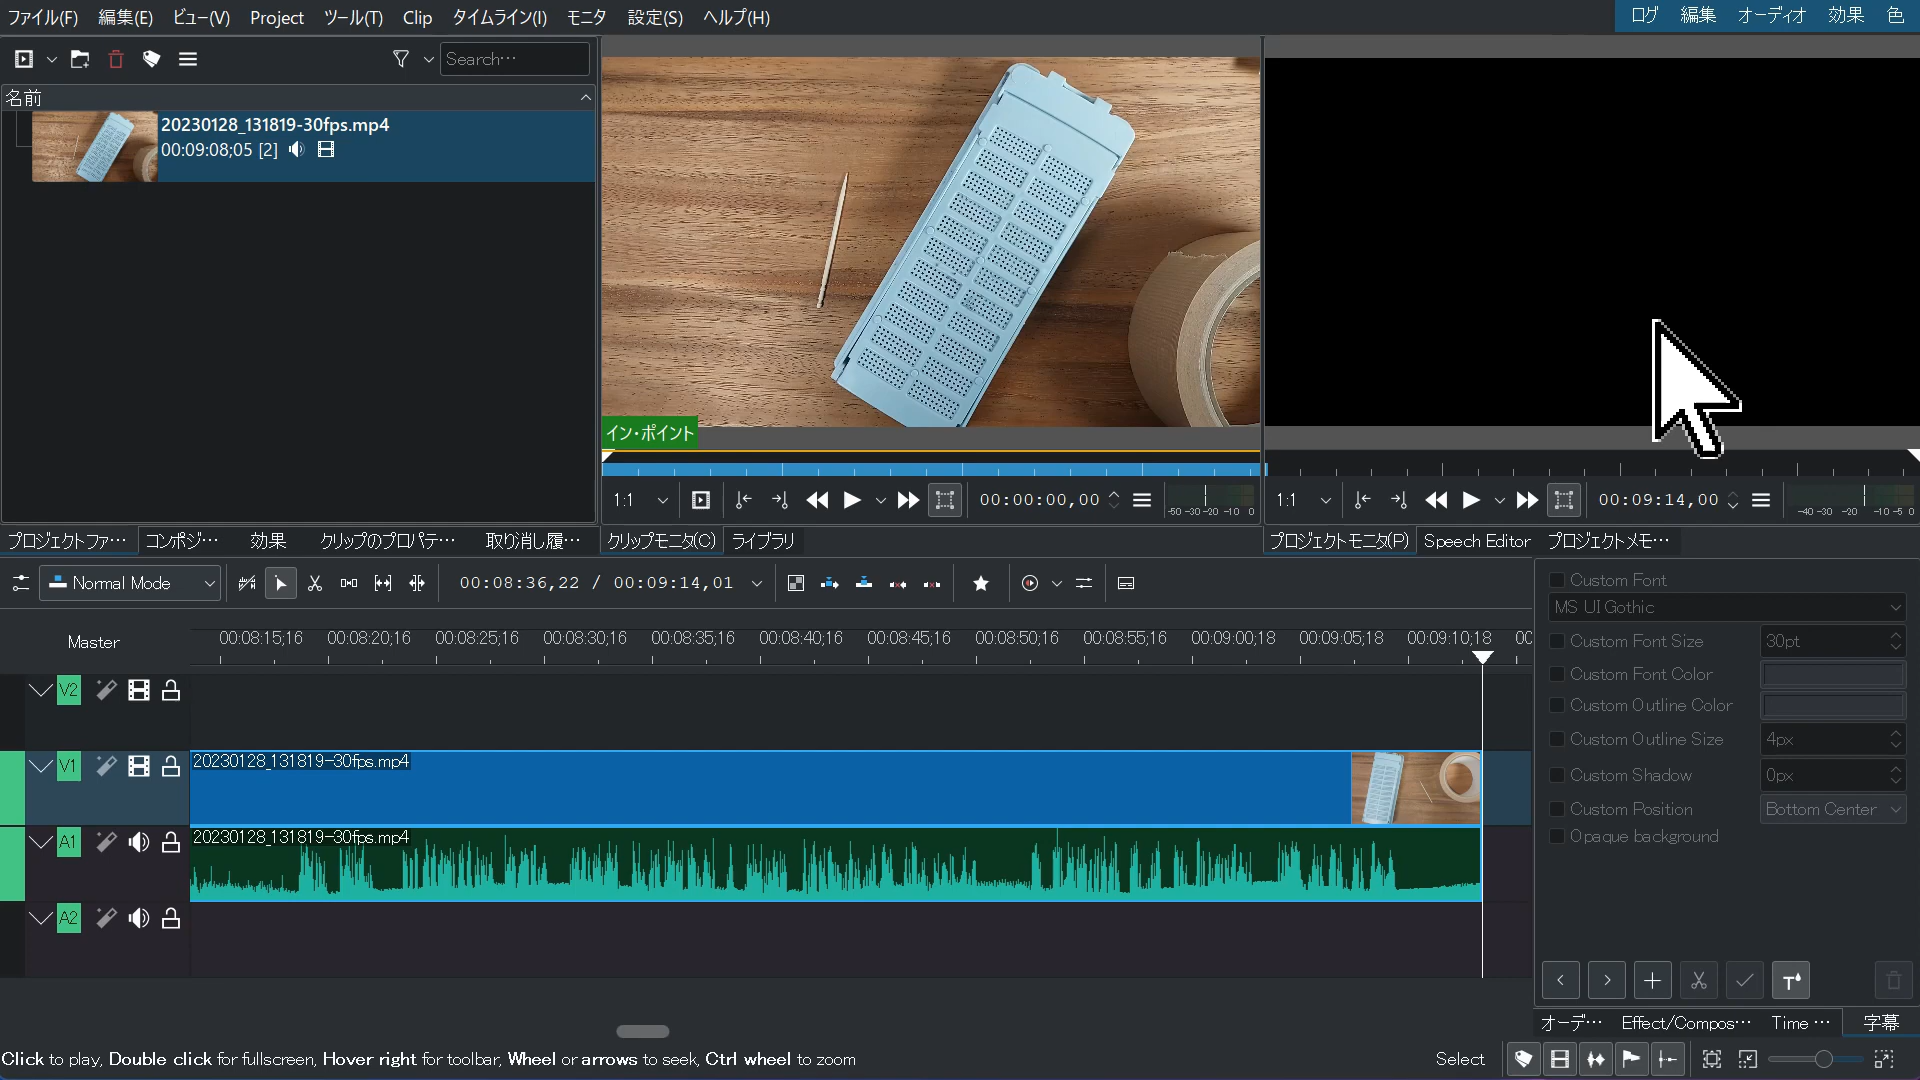 ファイル(F) 編集(E) ビュー(V) Project ツール(T) Clip タイムライン(I) モニタ 設定(S) ヘルプ(H)
ログ 編集 オーディオ 効果 色
Search…
名前
20230128_131819-30fps.mp4
00:09:08;05 [2]
イン・ポイント
1:1
00:00:00,00
-50 -30 -20 -10 0
1:1
00:09:14,00
-40 -30 -20 -10 -5 0
プロジェクトファ… コンポジ… 効果 クリップのプロパテ… 取り消し履…
クリップモニタ(C) ライブラリ
プロジェクトモニタ(P) Speech Editor プロジェクトメモ…
Normal Mode
00:08:36,22 / 00:09:14,01
Master
00:08:15;16 00:08:20;16 00:08:25;16 00:08:30;16 00:08:35;16 00:08:40;16 00:08:45;16 00:08:50;16 00:08:55;16 00:09:00;18 00:09:05;18 00:09:10;18 00
V2
V1
20230128_131819-30fps.mp4
A1
20230128_131819-30fps.mp4
A2
Custom Font
MS UI Gothic
Custom Font Size 30pt
Custom Font Color
Custom Outline Color
Custom Outline Size 4px
Custom Shadow 0px
Custom Position Bottom Center
Opaque background
オーデ… Effect/Compos… Time … 字幕
Click to play, Double click for fullscreen, Hover right for toolbar, Wheel or arrows to seek, Ctrl wheel to zoom
Select